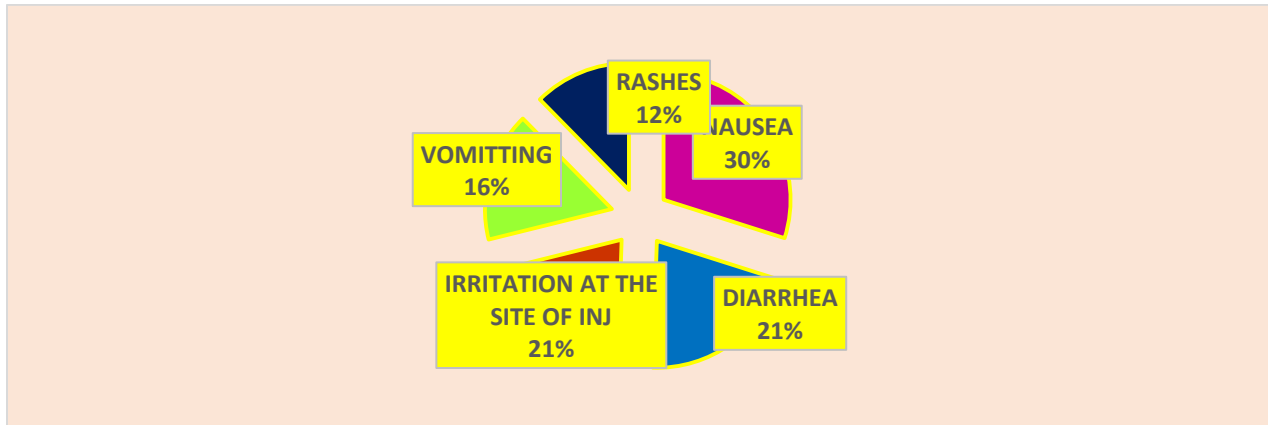 RASHES
12%
NAUSEA
30%
VOMITTING
16%
IRRITATION AT THE
SITE OF INJ
21%
DIARRHEA
21%